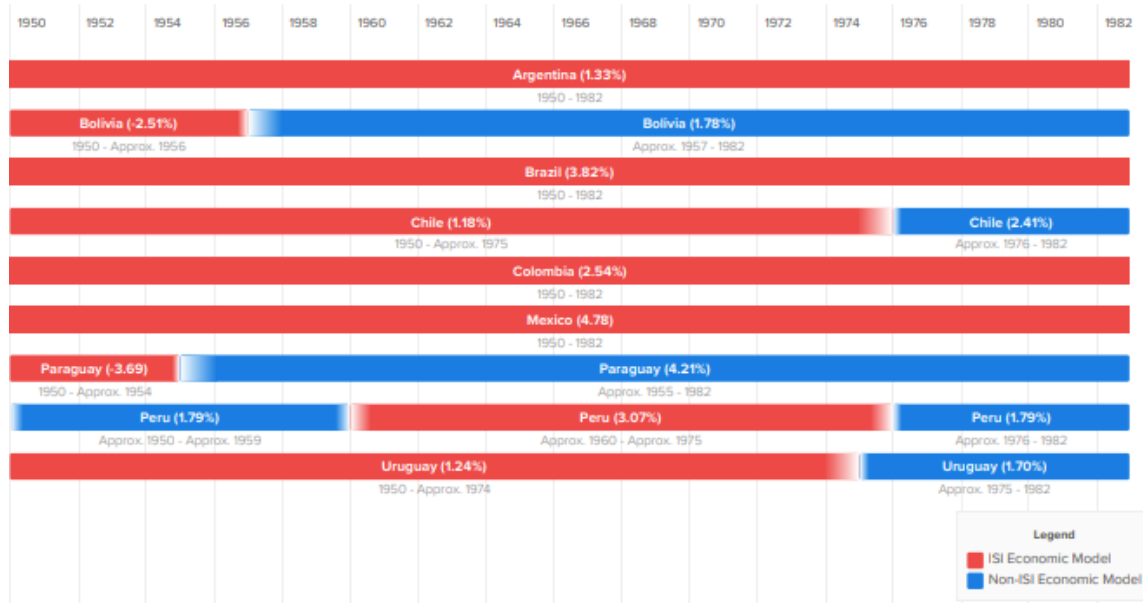 1950 1952 1954 1956 1958 1960 1962 1964 1966 1968 1970 1972 1974 1976 1978 1980 1982
Argentina (1.33%)
1950 - 1982
Bolivia (-2.51%) Bolivia (1.78%)
1950 - Approx. 1956 Approx. 1957 - 1982
Brazil (3.82%)
1950 - 1982
Chile (1.18%) Chile (2.41%)
1950 - Approx. 1975 Approx. 1976 - 1982
Colombia (2.54%)
1950 - 1982
Mexico (4.78)
1950 - 1982
Paraguay (-3.69) Paraguay (4.21%)
1950 - Approx. 1954 Approx. 1955 - 1982
Peru (1.79%) Peru (3.07%) Peru (1.79%)
Approx. 1950 - Approx. 1959 Approx. 1960 - Approx. 1975 Approx. 1976 - 1982
Uruguay (1.24%) Uruguay (1.70%)
1950 - Approx. 1974 Approx. 1975 - 1982
Legend
ISI Economic Model
Non-ISI Economic Model